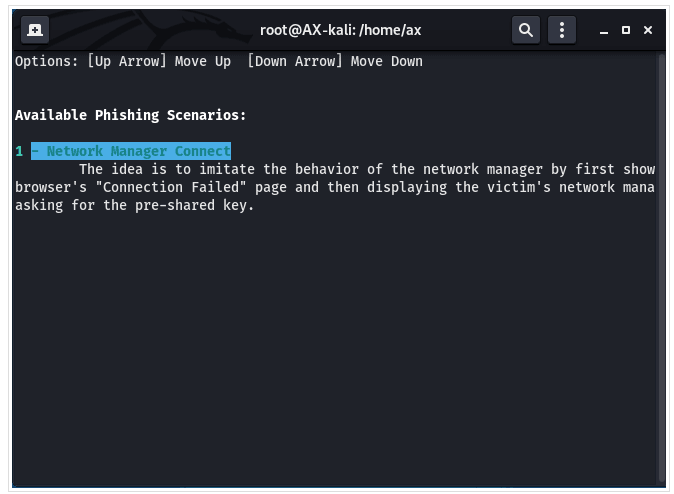 root@AX-kali: /home/ax
Options: [Up Arrow] Move Up  [Down Arrow] Move Down
Available Phishing Scenarios:
1 - Network Manager Connect
The idea is to imitate the behavior of the network manager by first show
browser's "Connection Failed" page and then displaying the victim's network mana
asking for the pre-shared key.